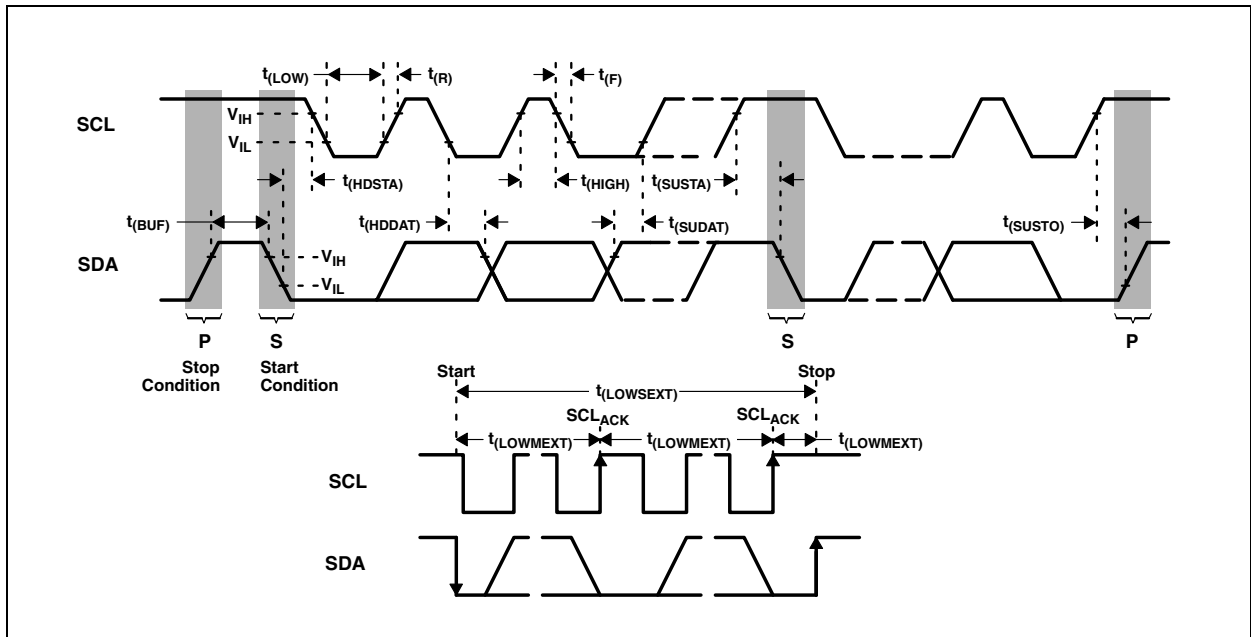 t(LOW)
t(R)
t(F)
SCL
VIH
VIL
t(HDSTA)
t(HIGH)
t(SUSTA)
t(BUF)
t(HDDAT)
t(SUDAT)
t(SUSTO)
SDA
VIH
VIL
P
S
S
P
Stop
Condition
Start
Condition
Start
Stop
t(LOWSEXT)
SCLACK
SCLACK
t(LOWMEXT)
t(LOWMEXT)
t(LOWMEXT)
SCL
SDA